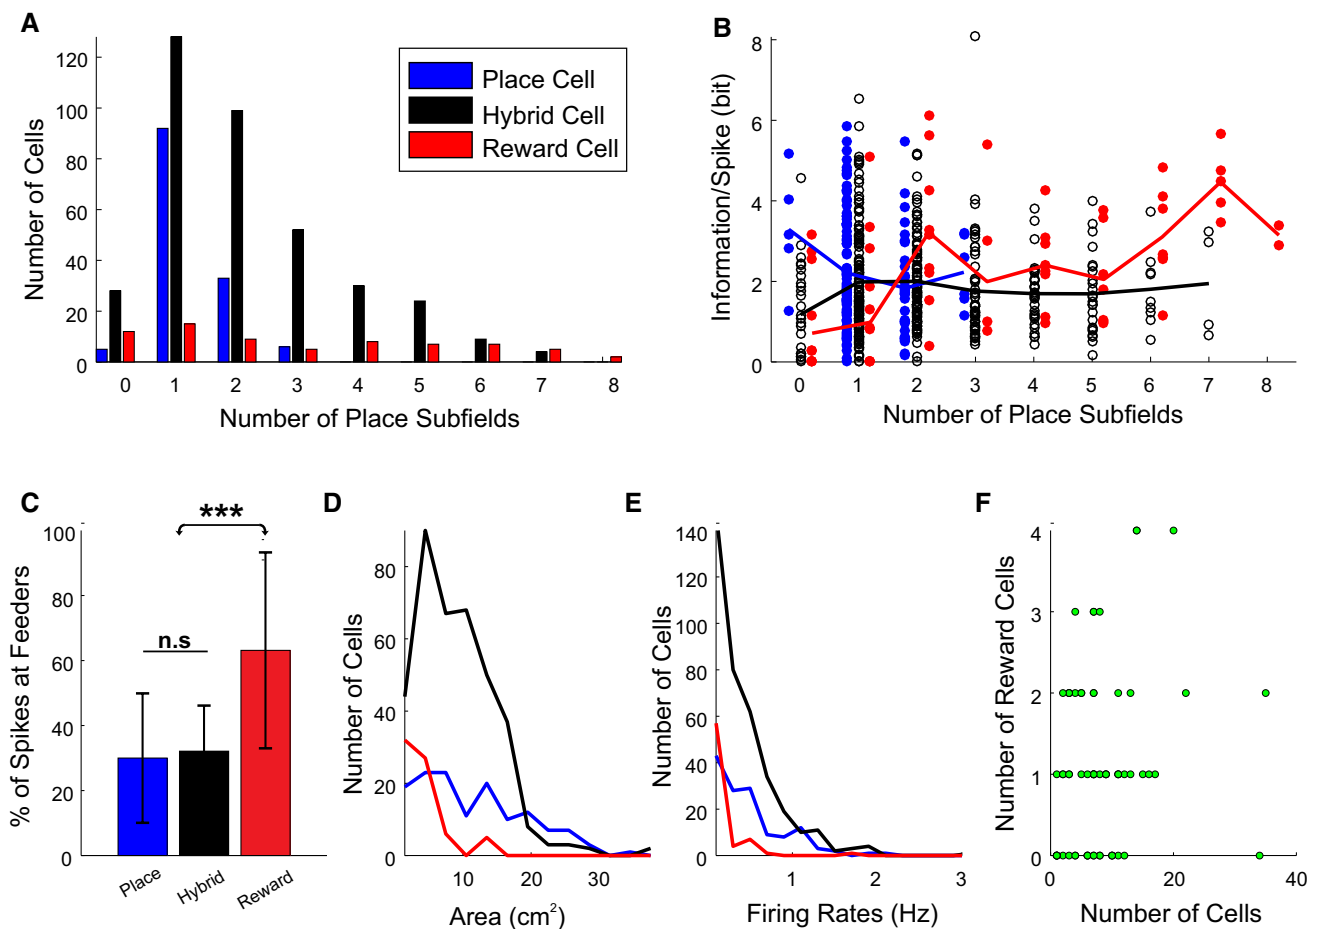 A
Number of Cells
120
100
80
60
40
20
0
0 1 2 3 4 5 6 7 8
Number of Place Subfields
Place Cell
Hybrid Cell
Reward Cell
B
Information/Spike (bit)
8
6
4
2
0
0 1 2 3 4 5 6 7 8
Number of Place Subfields
C
% of Spikes at Feeders
100
80
60
40
20
0
n.s
***
Place Hybrid Reward
D
Number of Cells
80
60
40
20
0
10 20 30
Area (cm²)
E
Number of Cells
140
120
100
80
60
40
20
0
1 2 3
Firing Rates (Hz)
F
Number of Reward Cells
4
3
2
1
0
0 20 40
Number of Cells